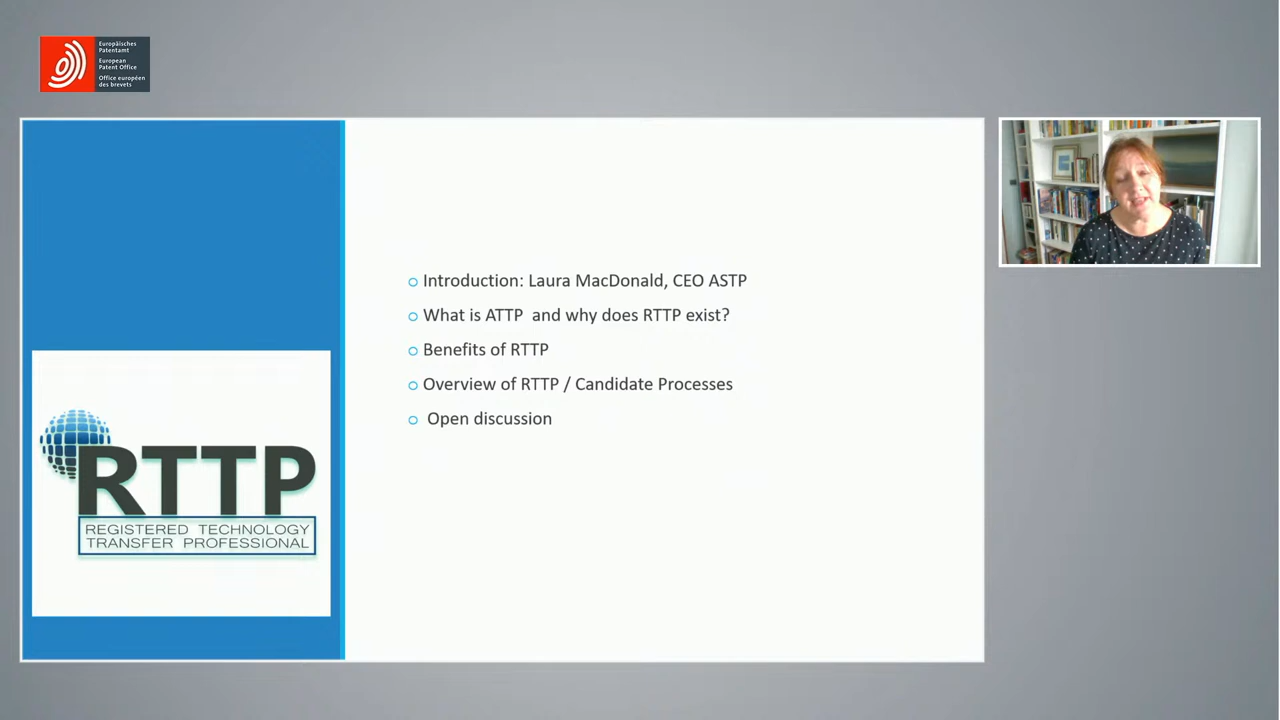 Europäisches
Patentamt
European
Patent Office
Office européen
des brevets
Introduction: Laura MacDonald, CEO ASTP
What is ATTP and why does RTTP exist?
Benefits of RTTP
Overview of RTTP / Candidate Processes
Open discussion
RTTP
REGISTERED TECHNOLOGY
TRANSFER PROFESSIONAL